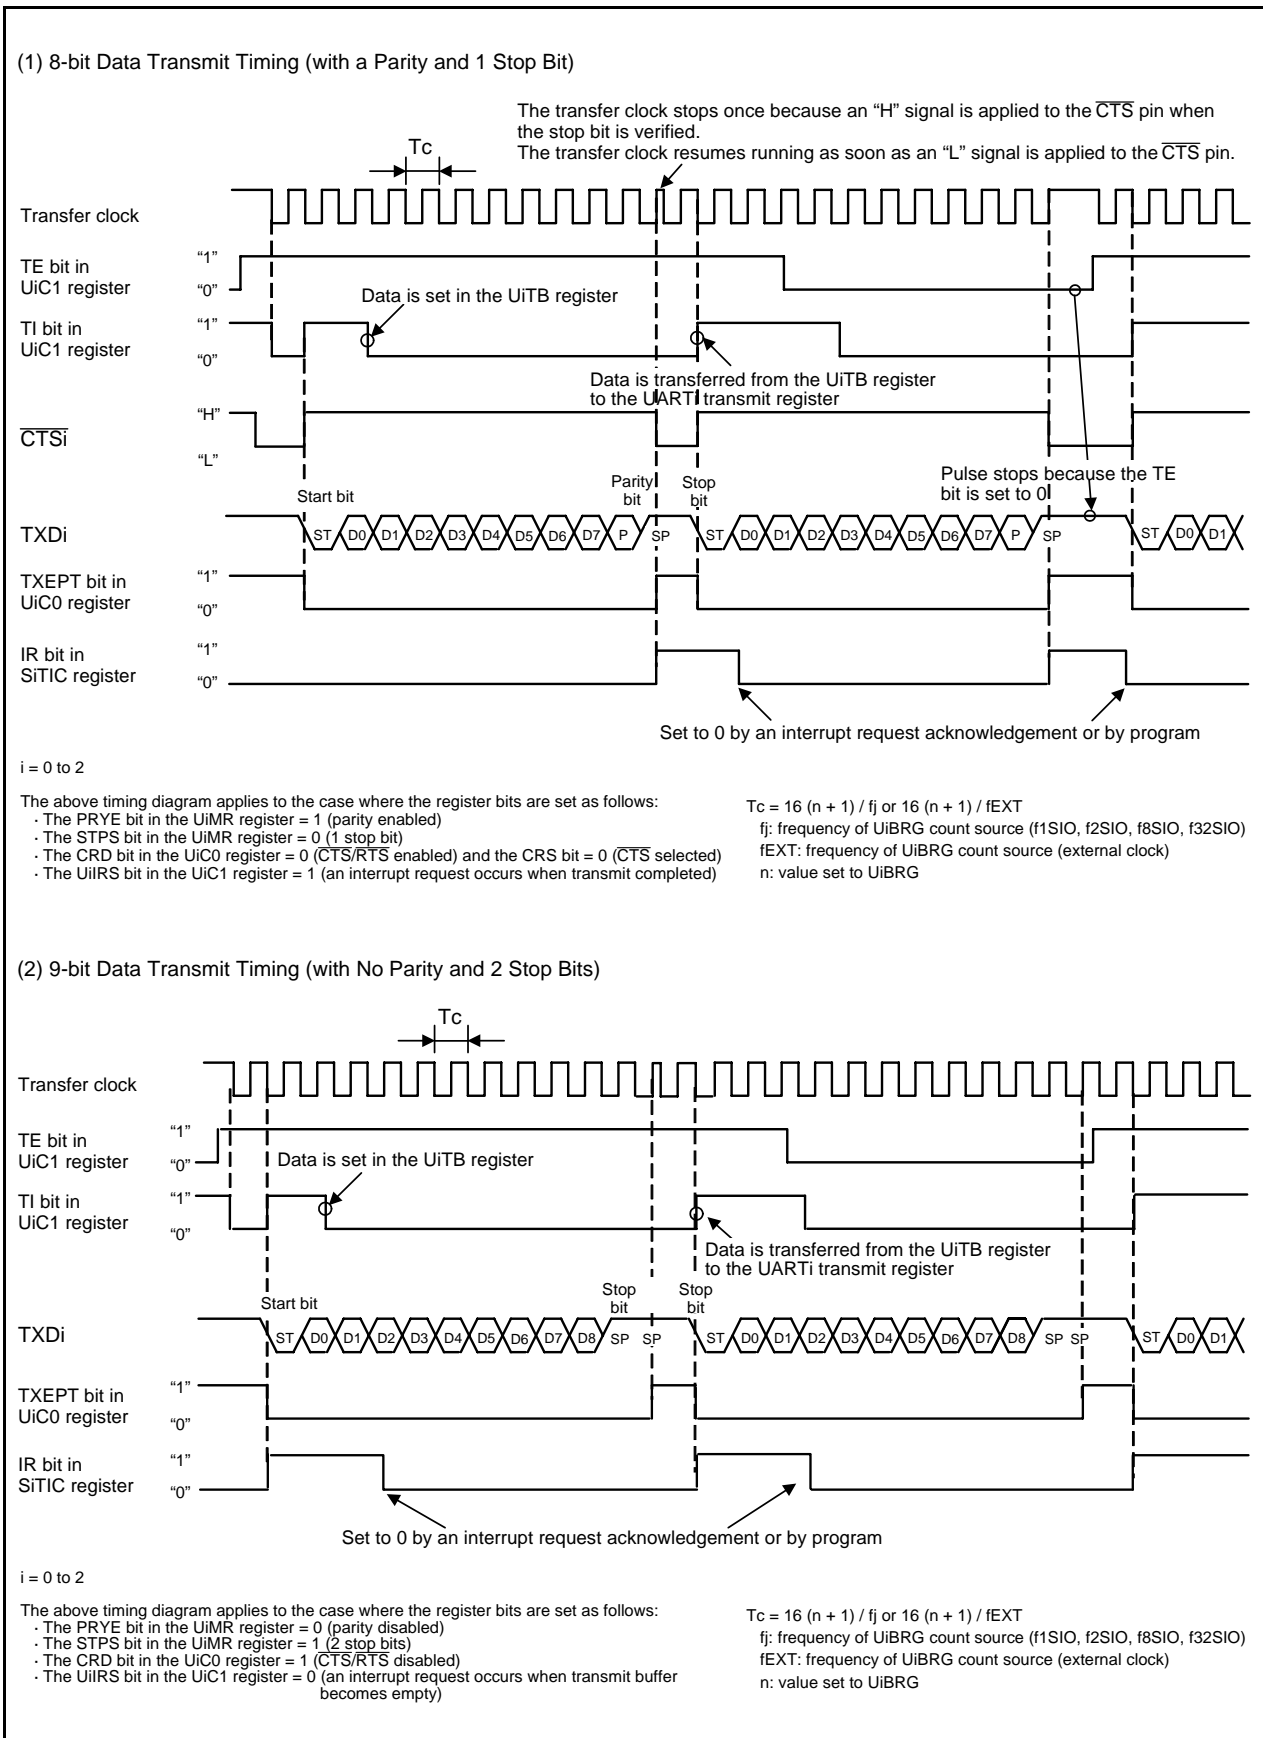 (1) 8-bit Data Transmit Timing (with a Parity and 1 Stop Bit)
The transfer clock stops once because an “H” signal is applied to the CTS pin when
the stop bit is verified.
The transfer clock resumes running as soon as an “L” signal is applied to the CTS pin.
Tc
Transfer clock
TE bit in
UiC1 register
“1”
“0”
Data is set in the UiTB register
TI bit in
UiC1 register
“1”
“0”
Data is transferred from the UiTB register
to the UARTi transmit register
CTSi
“H”
“L”
Pulse stops because the TE
bit is set to 0
Start bit
Parity
bit
Stop
bit
TXDi
ST D0 D1 D2 D3 D4 D5 D6 D7 P SP ST D0 D1 D2 D3 D4 D5 D6 D7 P SP ST D0 D1
TXEPT bit in
UiC0 register
“1”
“0”
IR bit in
SiTIC register
“1”
“0”
Set to 0 by an interrupt request acknowledgement or by program
i = 0 to 2
The above timing diagram applies to the case where the register bits are set as follows:
· The PRYE bit in the UiMR register = 1 (parity enabled)
· The STPS bit in the UiMR register = 0 (1 stop bit)
· The CRD bit in the UiC0 register = 0 (CTS/RTS enabled) and the CRS bit = 0 (CTS selected)
· The UiIRS bit in the UiC1 register = 1 (an interrupt request occurs when transmit completed)
Tc = 16 (n + 1) / fj or 16 (n + 1) / fEXT
fj: frequency of UiBRG count source (f1SIO, f2SIO, f8SIO, f32SIO)
fEXT: frequency of UiBRG count source (external clock)
n: value set to UiBRG
(2) 9-bit Data Transmit Timing (with No Parity and 2 Stop Bits)
Tc
Transfer clock
TE bit in
UiC1 register
“1”
“0”
Data is set in the UiTB register
TI bit in
UiC1 register
“1”
“0”
Data is transferred from the UiTB register
to the UARTi transmit register
Start bit
Stop
bit
Stop
bit
TXDi
ST D0 D1 D2 D3 D4 D5 D6 D7 D8 SP SP ST D0 D1 D2 D3 D4 D5 D6 D7 D8 SP SP ST D0 D1
TXEPT bit in
UiC0 register
“1”
“0”
IR bit in
SiTIC register
“1”
“0”
Set to 0 by an interrupt request acknowledgement or by program
i = 0 to 2
The above timing diagram applies to the case where the register bits are set as follows:
· The PRYE bit in the UiMR register = 0 (parity disabled)
· The STPS bit in the UiMR register = 1 (2 stop bits)
· The CRD bit in the UiC0 register = 1 (CTS/RTS disabled)
· The UiIRS bit in the UiC1 register = 0 (an interrupt request occurs when transmit buffer
becomes empty)
Tc = 16 (n + 1) / fj or 16 (n + 1) / fEXT
fj: frequency of UiBRG count source (f1SIO, f2SIO, f8SIO, f32SIO)
fEXT: frequency of UiBRG count source (external clock)
n: value set to UiBRG